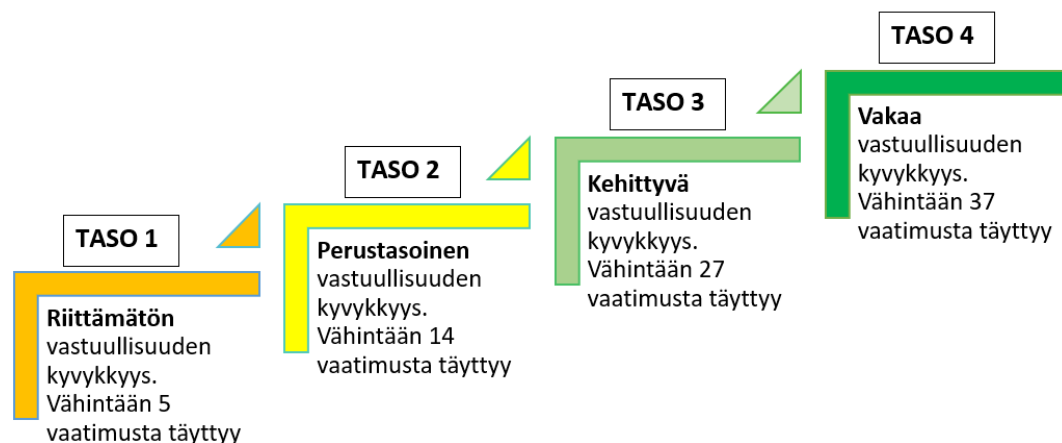 TASO 1
Riittämätön
vastuullisuuden
kyvykkyys.
Vähintään 5
vaatimusta täyttyy
TASO 2
Perustasoinen
vastuullisuuden
kyvykkyys.
Vähintään 14
vaatimusta täyttyy
TASO 3
Kehittyvä
vastuullisuuden
kyvykkyys.
Vähintään 27
vaatimusta täyttyy
TASO 4
Vakaa
vastuullisuuden
kyvykkyys.
Vähintään 37
vaatimusta täyttyy